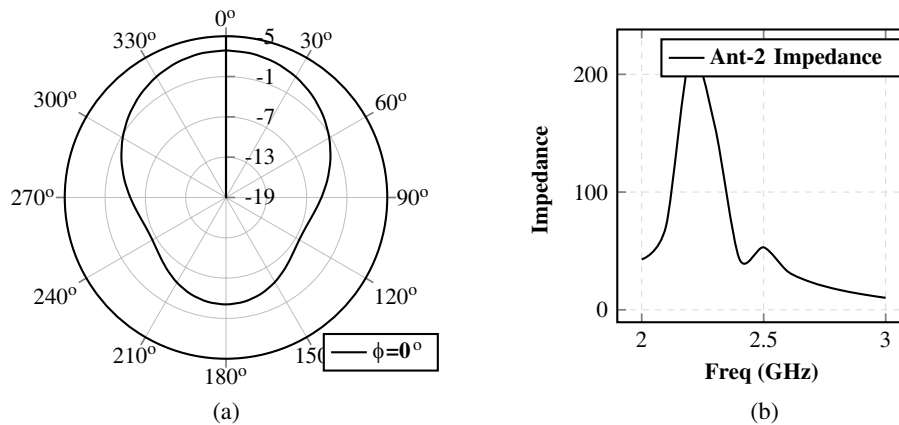 0º
30º
60º
90º
120º
150
180º
210º
240º
270º
300º
330º
-5
-1
-7
-13
-19
ϕ=0º
(a)
Ant-2 Impedance
200
100
0
Impedance
2
2.5
3
Freq (GHz)
(b)